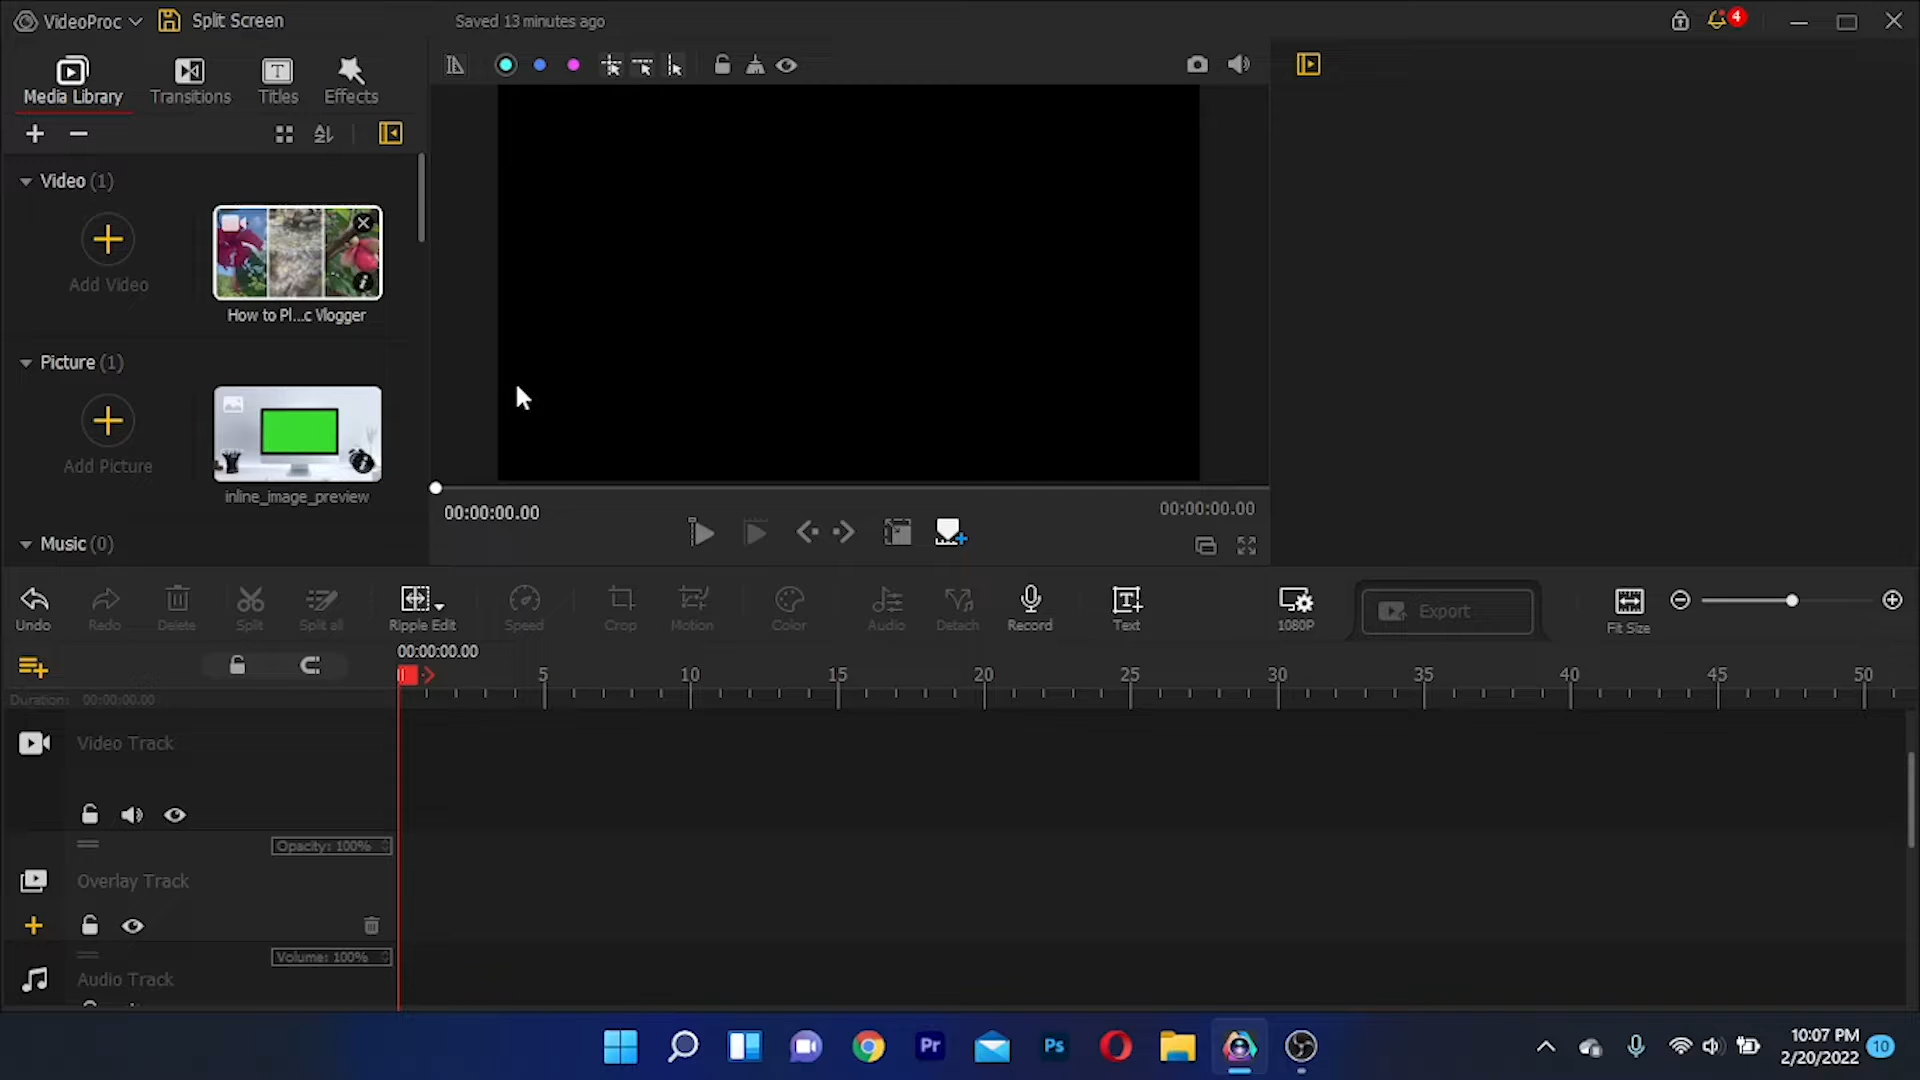 VideoProc
Split Screen
Saved 13 minutes ago
4
Media Library
Transitions
Titles
Effects
Video (1)
Add Video
How to Pl...c Vlogger
Picture (1)
Add Picture
inline_image_preview
Music (0)
00:00:00.00
00:00:00.00
Undo
Redo
Delete
Split
Split all
Ripple Edit
Speed
Crop
Motion
Color
Audio
Detach
Record
Text
1080P
Export
Fit Size
00:00:00.00
5
10
15
20
25
30
35
40
45
50
Duration: 00:00:00.00
Video Track
Opacity: 100%
Overlay Track
Volume: 100%
Audio Track
Pr
Ps
10:07 PM
2/20/2022
10